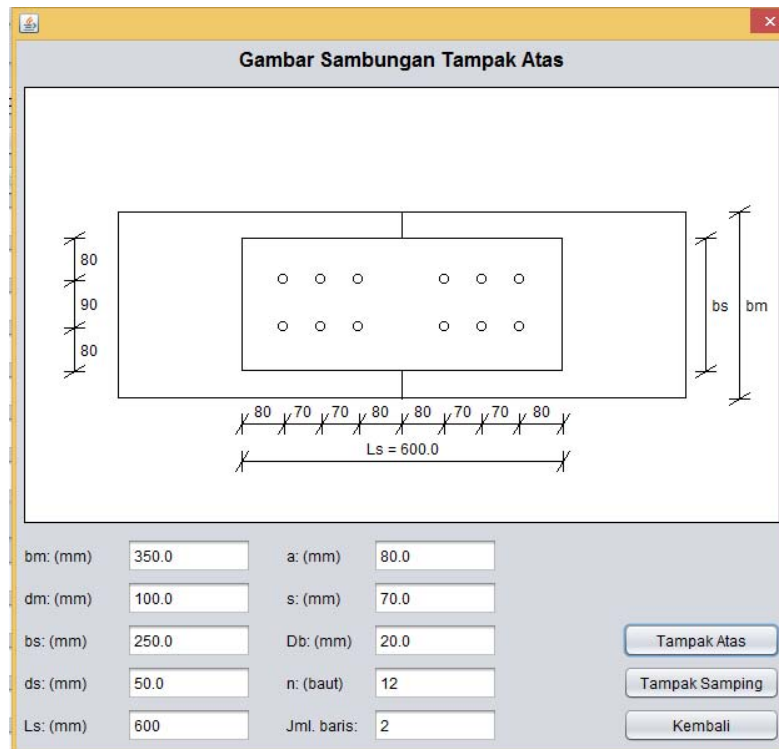 Gambar Sambungan Tampak Atas
80
90
80
bs
bm
80 70 70 80 80 70 70 80
Ls = 600.0
bm: (mm) 350.0 a: (mm) 80.0
dm: (mm) 100.0 s: (mm) 70.0
bs: (mm) 250.0 Db: (mm) 20.0 Tampak Atas
ds: (mm) 50.0 n: (baut) 12 Tampak Samping
Ls: (mm) 600 Jml. baris: 2 Kembali